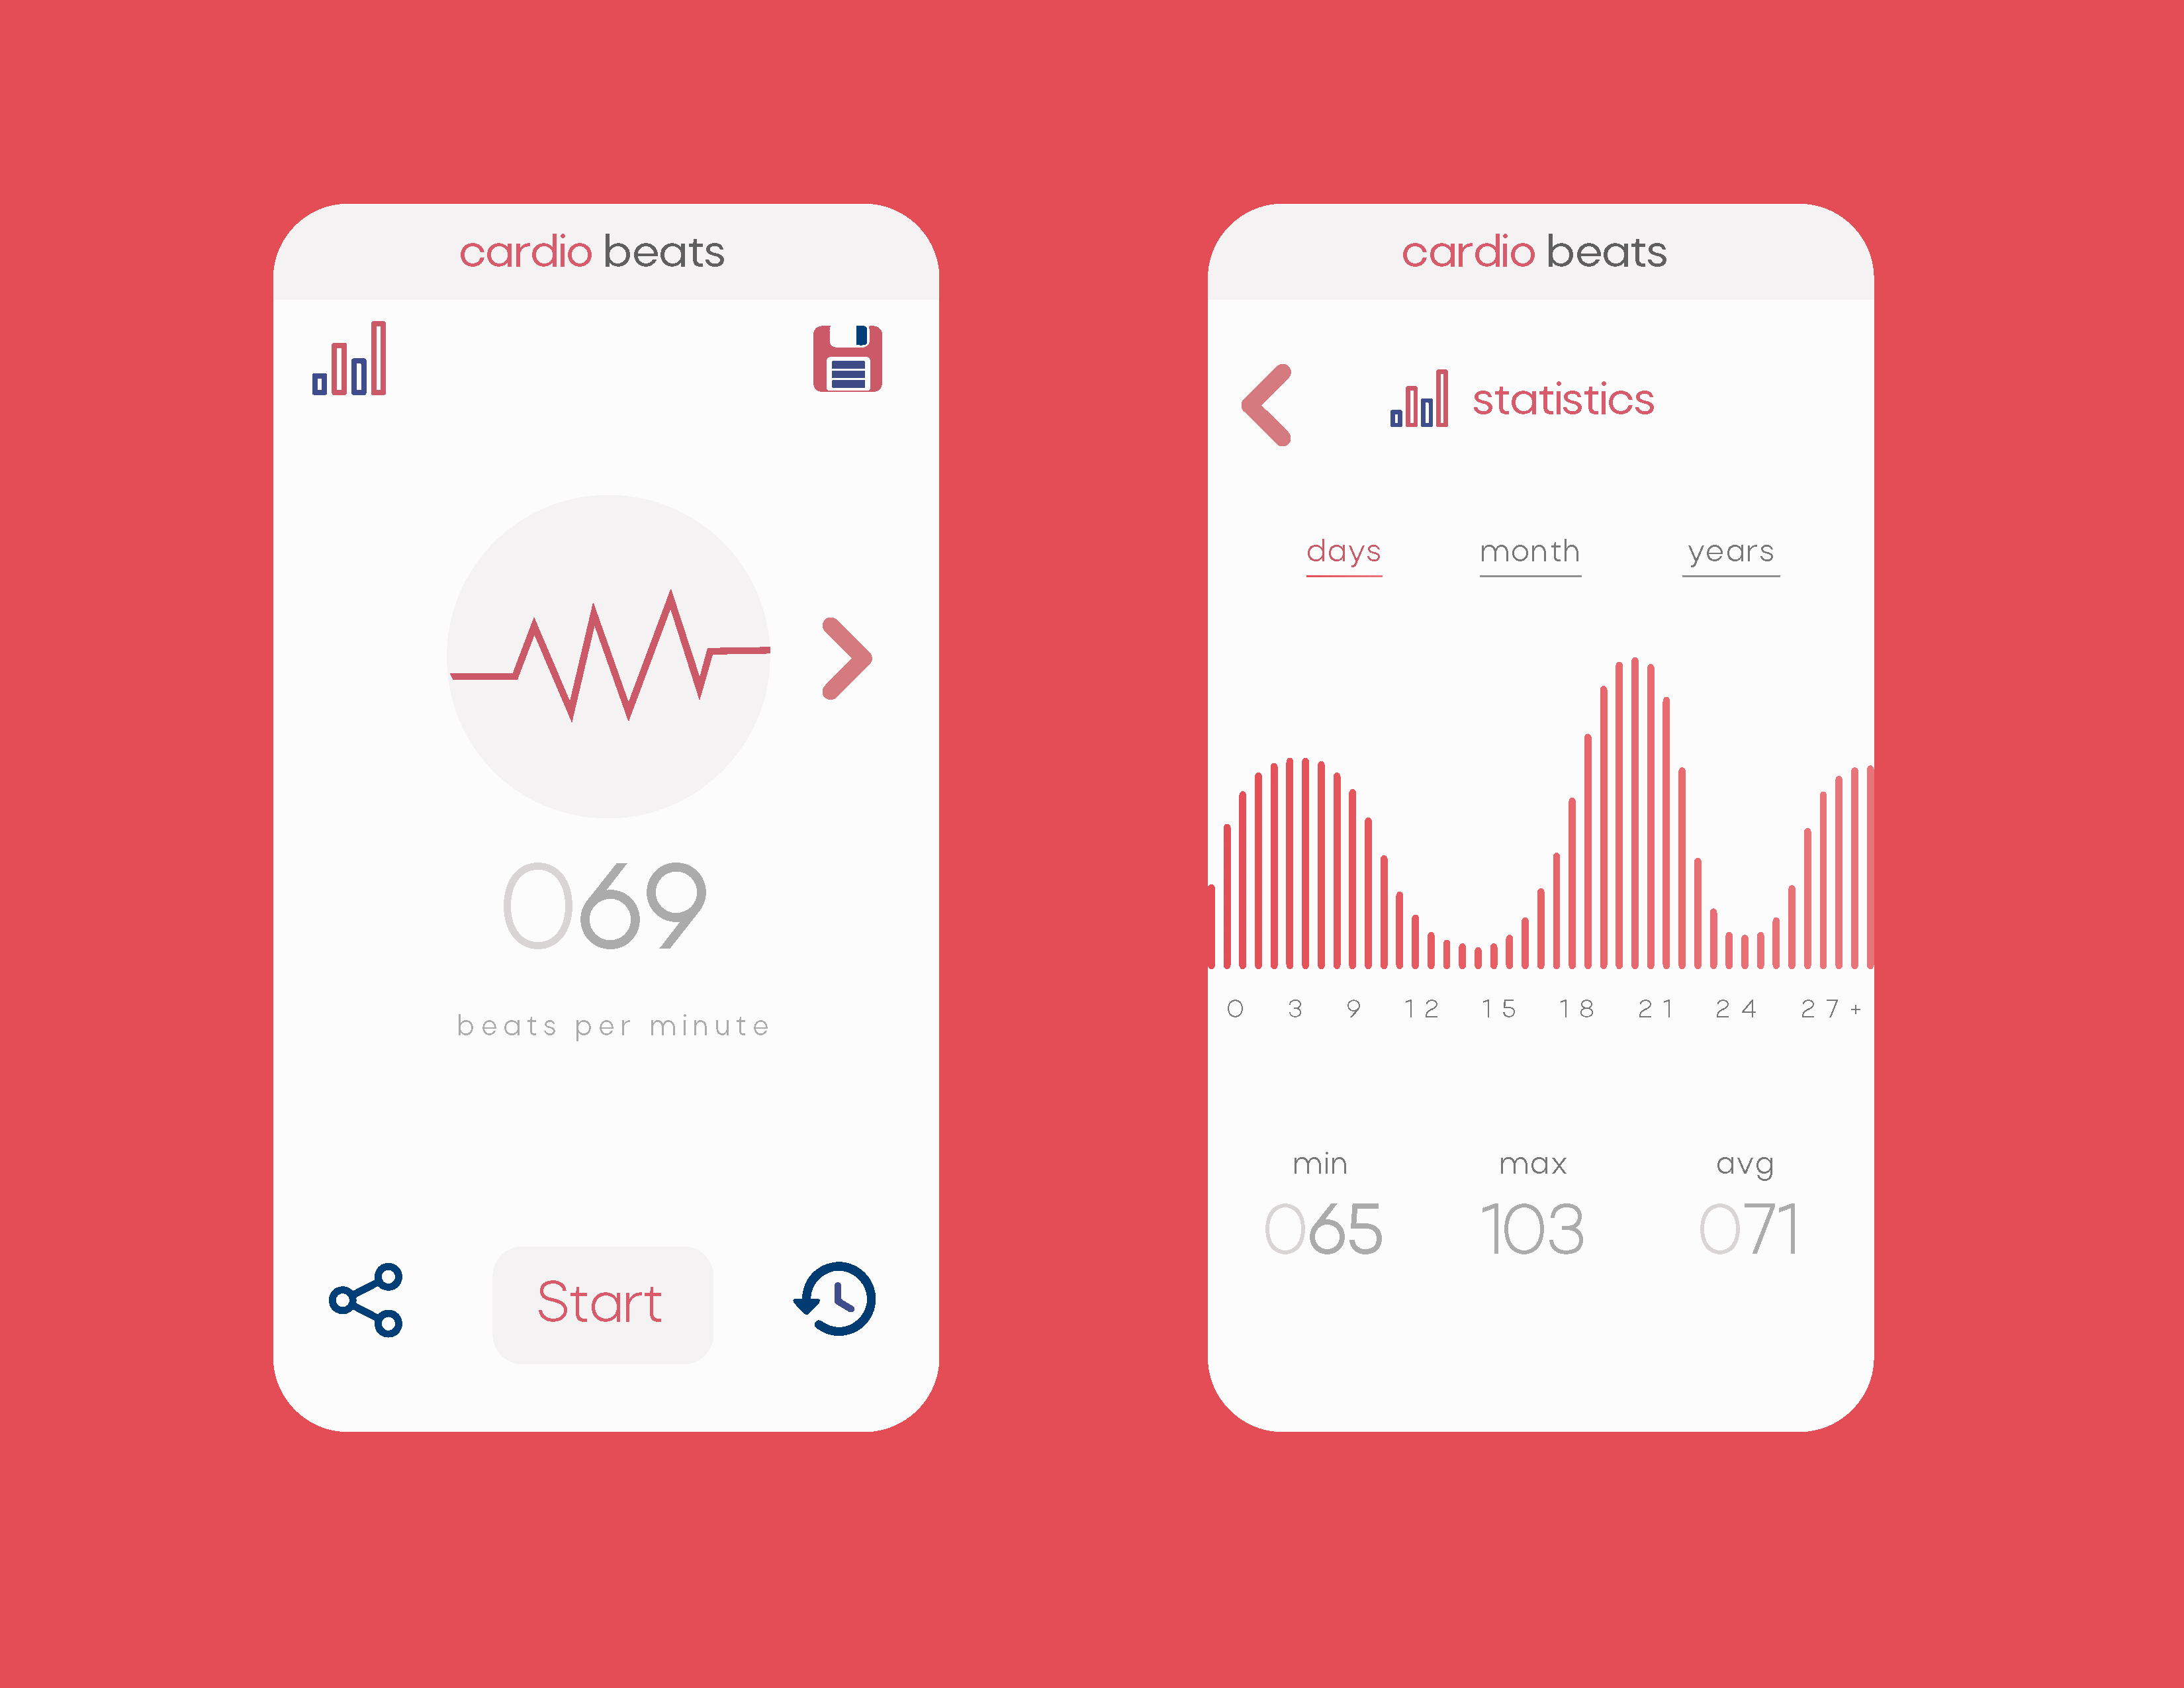 cardio beats
069
beats per minute
Start
cardio beats
statistics
days month years
0 3 9 12 15 18 21 24 27+
min max avg
065 103 071